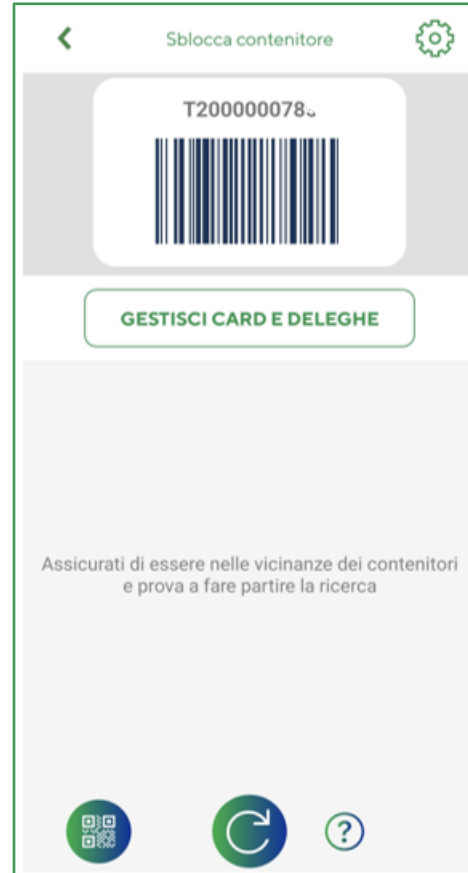 Sblocca contenitore
GESTISCI CARD E DELEGHE
Assicurati di essere nelle vicinanze dei contenitori
e prova a fare partire la ricerca
?